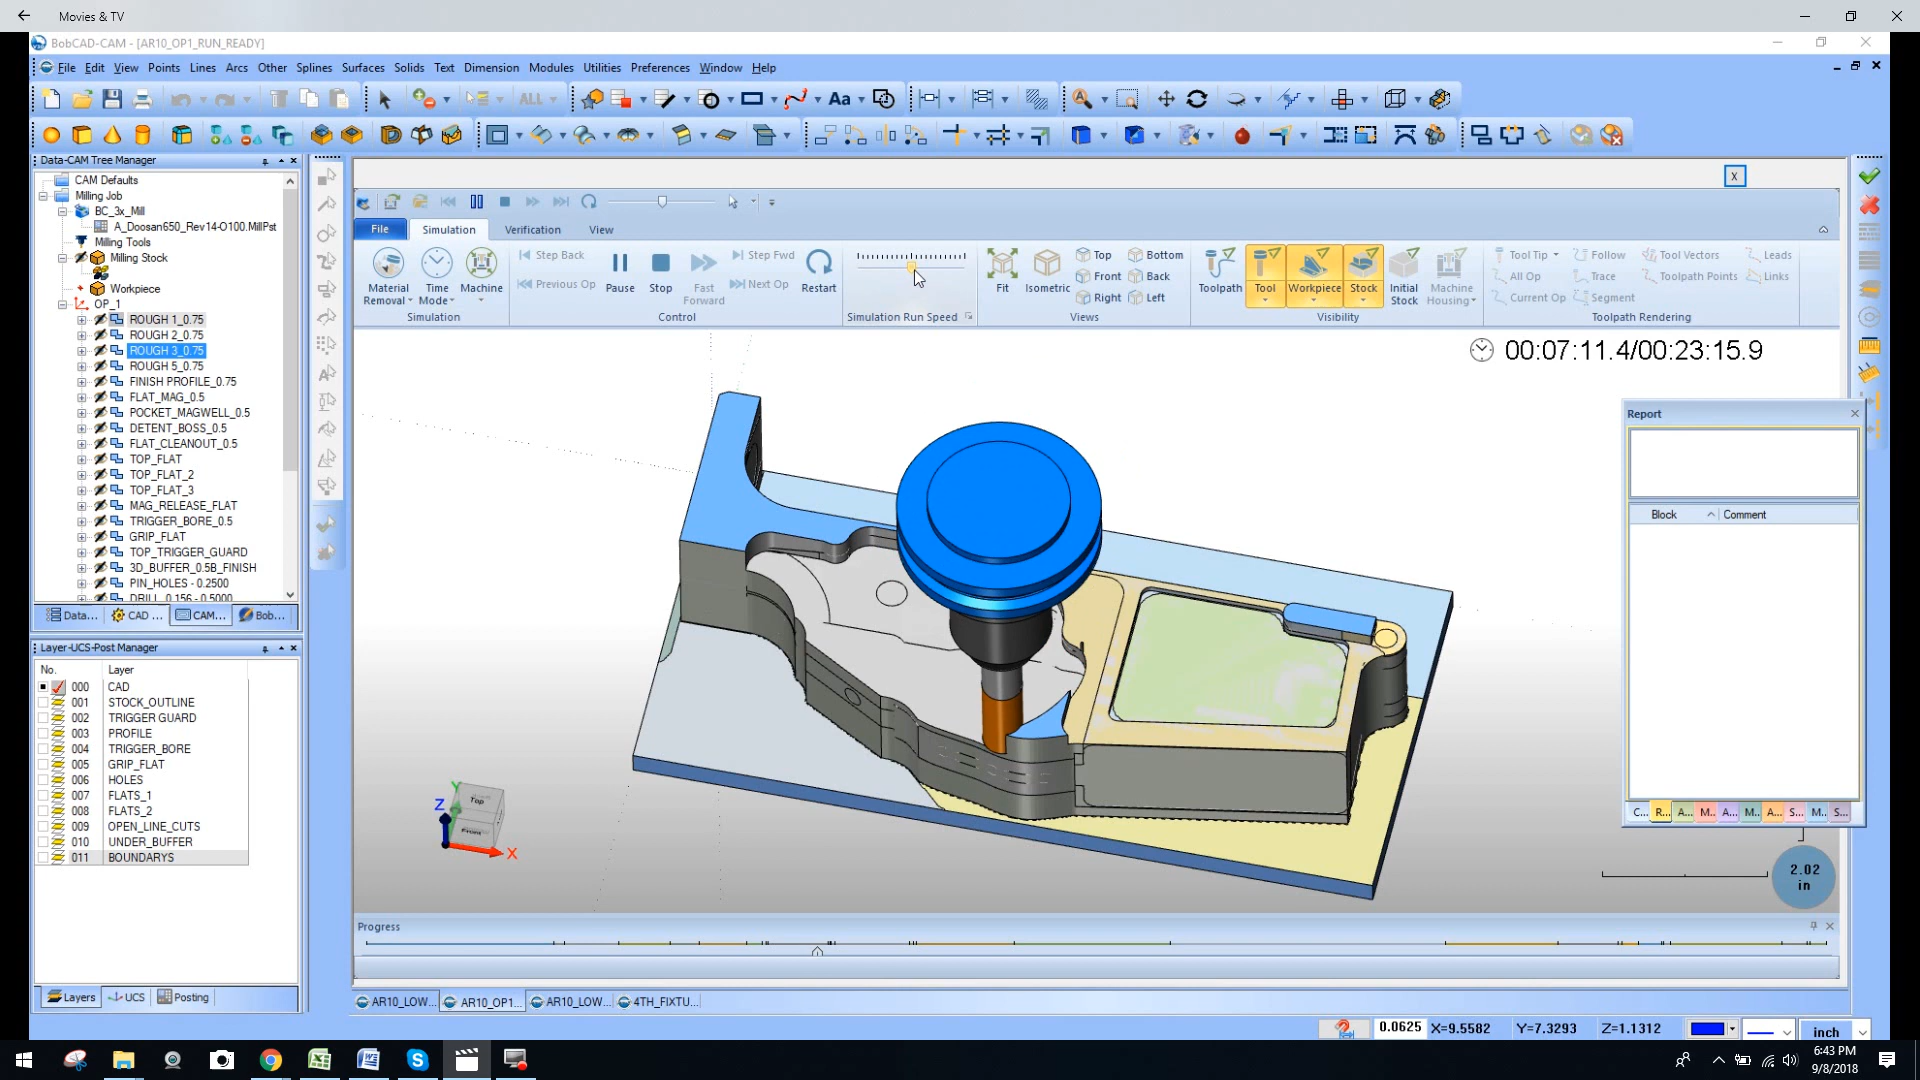 Movies & TV
BobCAD-CAM - [AR10_OP1_RUN_READY]
File Edit View Points Lines Arcs Other Splines Surfaces Solids Text Dimension Modules Utilities Preferences Window Help
ALL
Aa
Data-CAM Tree Manager
CAM Defaults
Milling Job
BC_3x_Mill
A_Doosan650_Rev14-O100.MillPst
Milling Tools
Milling Stock
Workpiece
OP_1
ROUGH 1_0.75
ROUGH 2_0.75
ROUGH 3_0.75
ROUGH 5_0.75
FINISH PROFILE_0.75
FLAT_MAG_0.5
POCKET_MAGWELL_0.5
DETENT_BOSS_0.5
FLAT_CLEANOUT_0.5
TOP_FLAT
TOP_FLAT_2
TOP_FLAT_3
MAG_RELEASE_FLAT
TRIGGER_BORE_0.5
GRIP_FLAT
TOP_TRIGGER_GUARD
3D_BUFFER_0.5B_FINISH
PIN_HOLES - 0.2500
DRILL_0.156 - 0.5000
Data... CAD ... CAM... Bob...
Layer-UCS-Post Manager
No. Layer
000 CAD
001 STOCK_OUTLINE
002 TRIGGER GUARD
003 PROFILE
004 TRIGGER_BORE
005 GRIP_FLAT
006 HOLES
007 FLATS_1
008 FLATS_2
009 OPEN_LINE_CUTS
010 UNDER_BUFFER
011 BOUNDARYS
Layers UCS Posting
X
File Simulation Verification View
Material Removal Time Mode Machine
Simulation
Step Back
Previous Op
Pause Stop Fast Forward
Step Fwd
Next Op
Restart
Control
Simulation Run Speed
Fit Isometric
Top Bottom
Front Back
Right Left
Views
Toolpath Tool Workpiece Stock Initial Stock Machine Housing
Visibility
Tool Tip Follow Tool Vectors Leads
All Op Trace Toolpath Points Links
Current Op Segment
Toolpath Rendering
00:07:11.4/00:23:15.9
Report
Block Comment
C... R... A... M... A... M... A... S... M... S...
Z Y X
Top
Front
2.02
in
Progress
AR10_LOW... AR10_OP1... AR10_LOW... 4TH_FIXTU...
0.0625 X=9.5582 Y=7.3293 Z=1.1312 inch
6:43 PM
9/8/2018